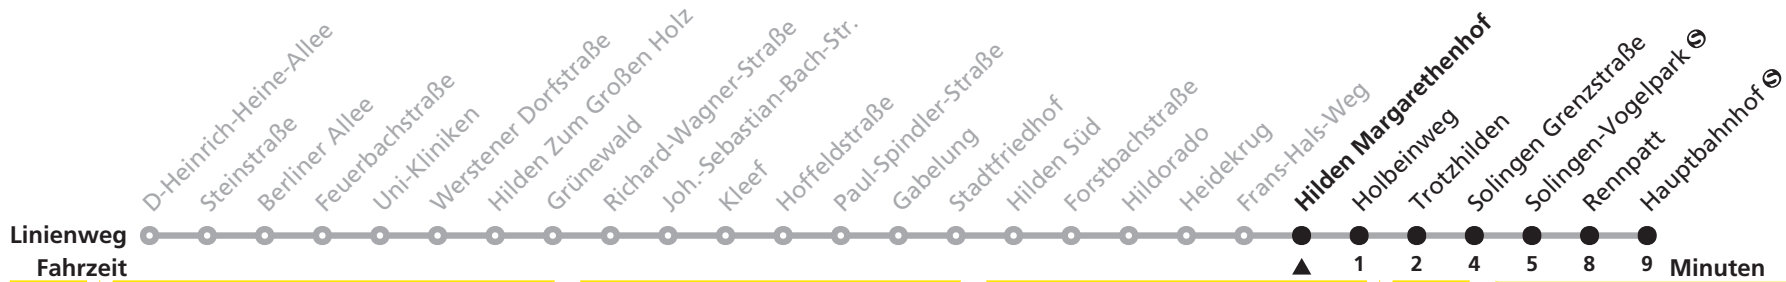 D-Heinrich-Heine-Allee
Steinstraße
Berliner Allee
Feuerbachstraße
Uni-Kliniken
Werstener Dorfstraße
Hilden Zum Großen Holz
Grünewald
Richard-Wagner-Straße
Joh.-Sebastian-Bach-Str.
Kleef
Hoffeldstraße
Paul-Spindler-Straße
Gabelung
Stadtfriedhof
Hilden Süd
Forstbachstraße
Hildorado
Heidekrug
Frans-Hals-Weg
Hilden Margarethenhof
Holbeinweg
Trotzhilden
Solingen Grenzstraße
Solingen-Vogelpark S
Rennpatt
Hauptbahnhof S
Linienweg
Fahrzeit 1 2 4 5 8 9 Minuten